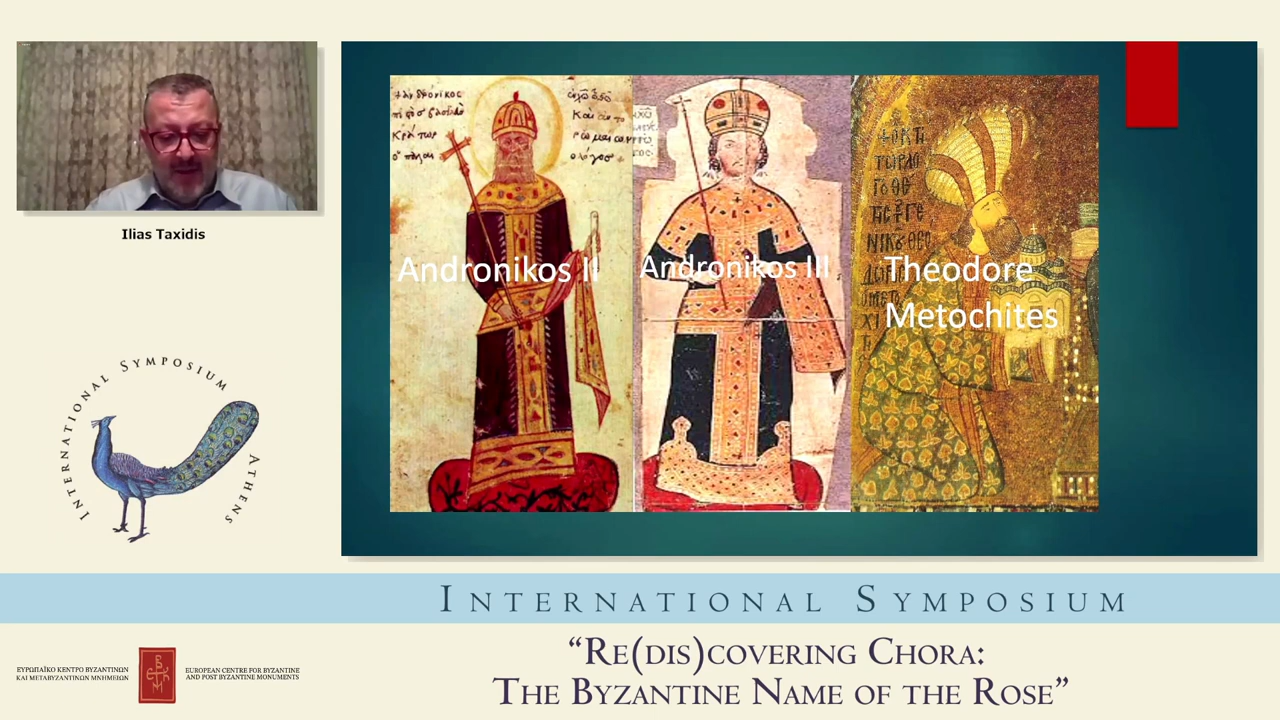 Ilias Taxidis
Andronikos II
Andronikos III
Theodore
Metochites
INTERNATIONAL SYMPOSIUM ATHENS
INTERNATIONAL SYMPOSIUM
ΕΥΡΩΠΑΪΚΟ ΚΕΝΤΡΟ ΒΥΖΑΝΤΙΝΩΝ
ΚΑΙ ΜΕΤΑΒΥΖΑΝΤΙΝΩΝ ΜΝΗΜΕΙΩΝ
EUROPEAN CENTRE FOR BYZANTINE
AND POST BYZANTINE MONUMENTS
“RE(DIS)COVERING CHORA:
THE BYZANTINE NAME OF THE ROSE”